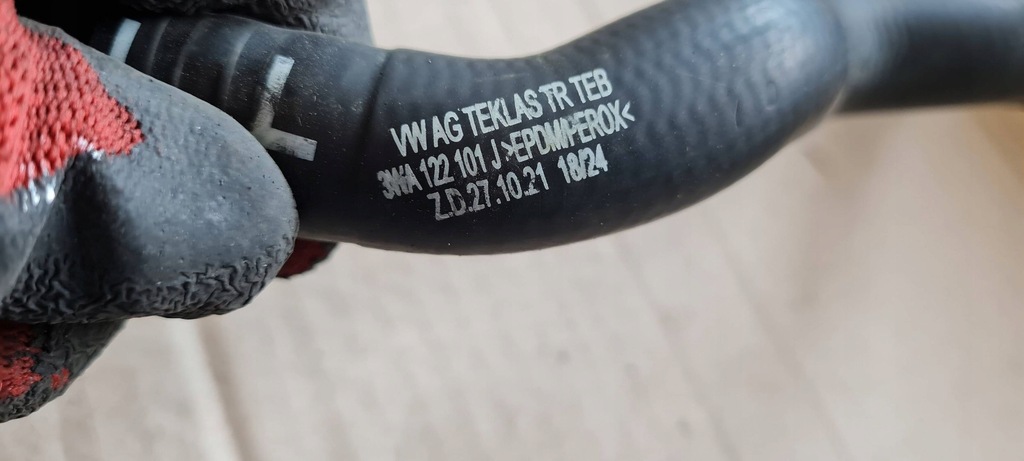 VW AG TEKLAS TR TEB
3WA 122 101 J >EPDM/PEROX<
Z.D.27.10.21 18/24